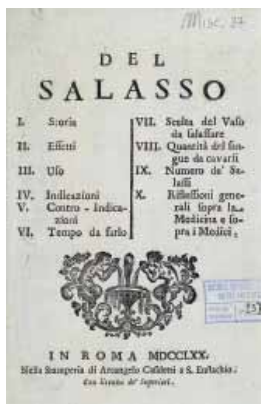 Misc. 37
DEL
SALASSO
I. Storia
II. Effetti
III. Uso
IV. Indicazioni
V. Contro-Indica-
zioni
VI. Tempo da farlo
VII. Scelta del Vaso
da salassare
VIII. Quantità del san-
gue da cavarsi
IX. Numero de' Sa-
lassi
X. Riflessioni gene-
rali sopra la
Medicina e so-
pra i Medici.
IN ROMA MDCCLXX.
Nella Stamperia di Arcangelo Casaletti a S. Eustachio.
Con licenza de' Superiori.